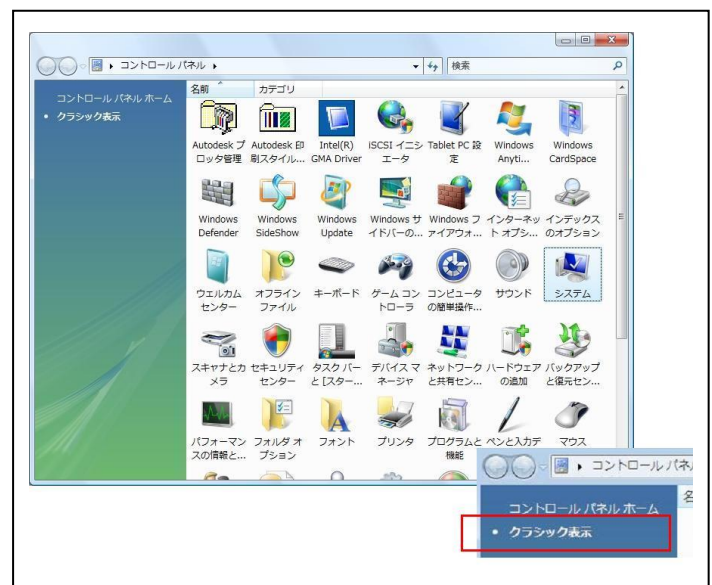 コントロール パネル
検索
コントロール パネル ホーム
クラシック表示
名前 カテゴリ
Autodesk プ
ロッタ管理
Autodesk 印
刷スタイル...
Intel(R)
GMA Driver
iSCSI イニシ
エータ
Tablet PC 設
定
Windows
Anyti...
Windows
CardSpace
Windows
Defender
Windows
SideShow
Windows
Update
Windows サ
イドバーの...
Windows フ
ァイアウォ...
インターネッ
ト オプシ...
インデックス
のオプション
ウェルカム
センター
オフライン
ファイル
キーボード
ゲーム コン
トローラ
コンピュータ
の簡単操作...
サウンド
システム
スキャナとカ
メラ
セキュリティ
センター
タスク バー
と [スター...
デバイス マ
ネージャ
ネットワーク
と共有セン...
ハードウェア
の追加
バックアップ
と復元セン...
パフォーマン
スの情報と...
フォルダ オ
プション
フォント
プリンタ
プログラムと
機能
ペンと入力デ
マウス
コントロール パネ
コントロール パネル ホーム
クラシック表示